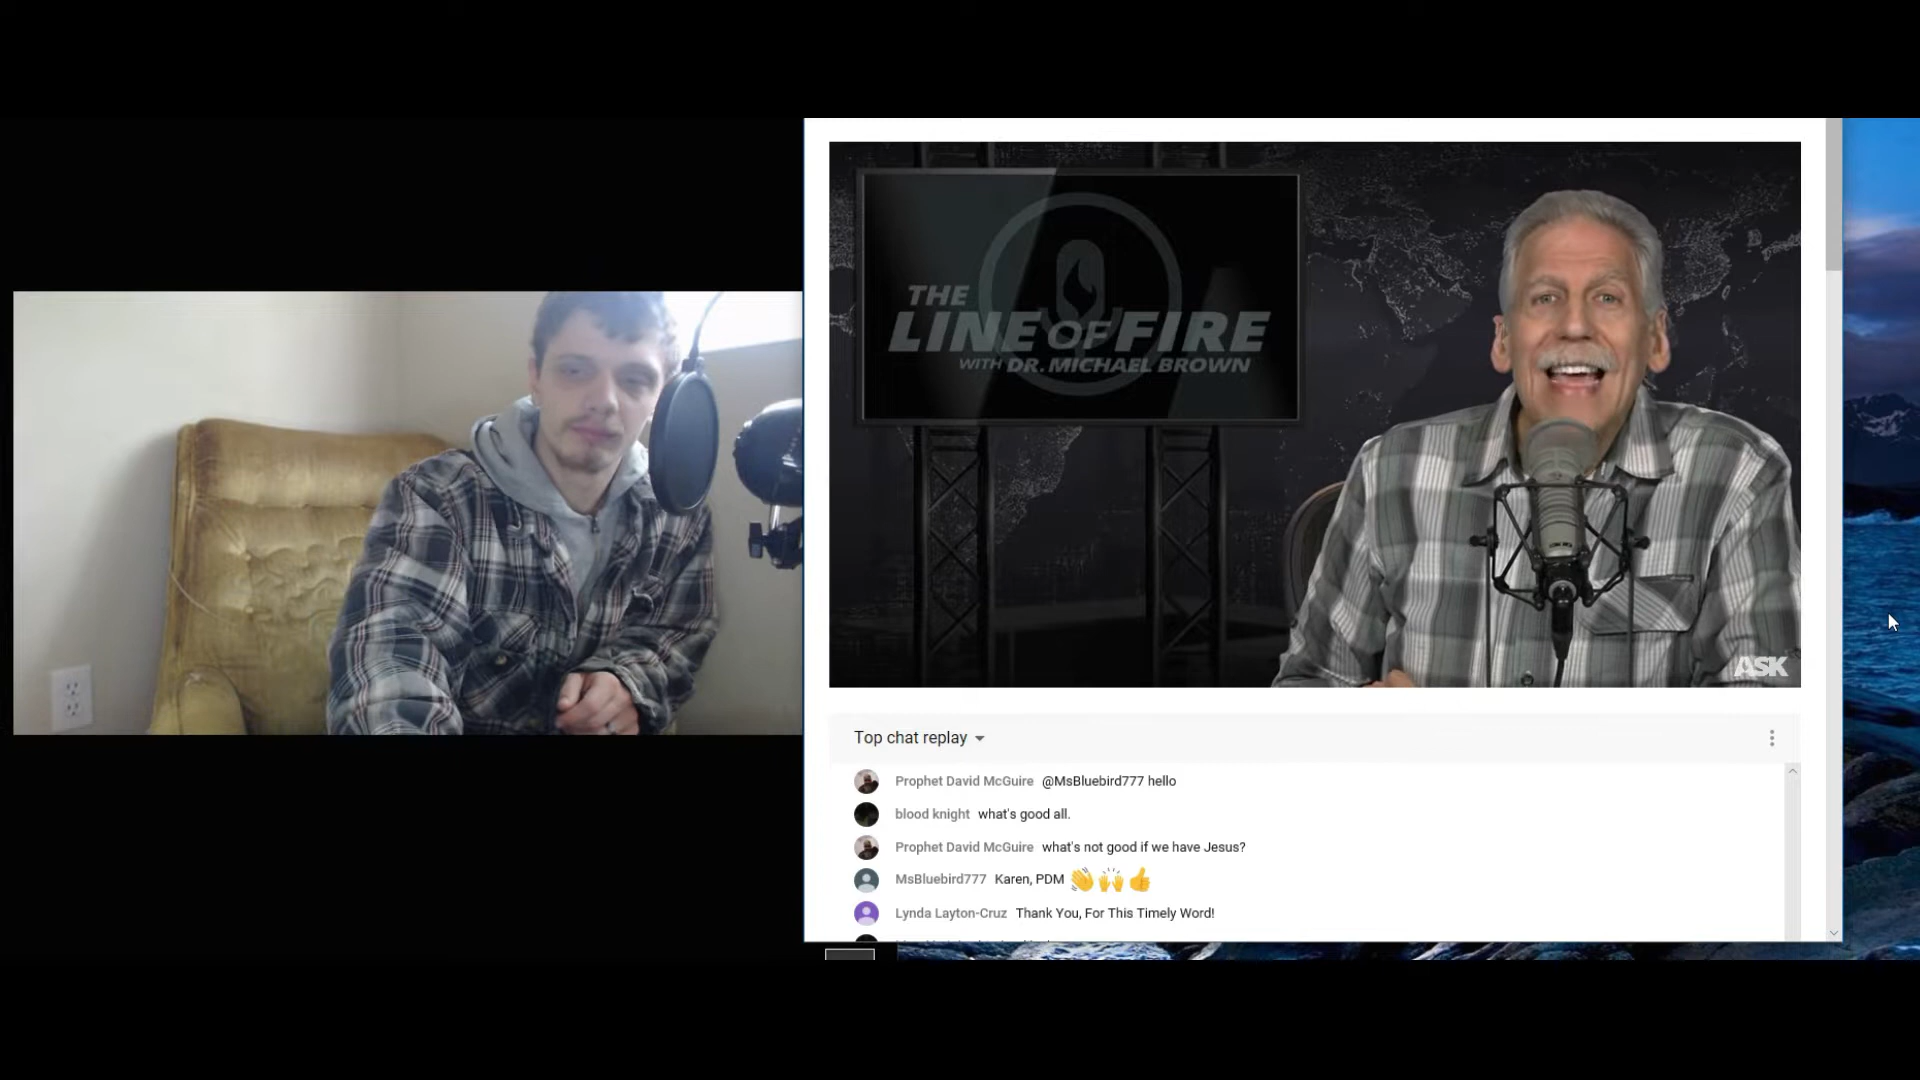 THE
LINE OF FIRE
WITH DR. MICHAEL BROWN
ASK
Top chat replay
Prophet David McGuire @MsBluebird777 hello
blood knight what's good all.
Prophet David McGuire what's not good if we have Jesus?
MsBluebird777 Karen, PDM 👋 🙌 👍
Lynda Layton-Cruz Thank You, For This Timely Word!